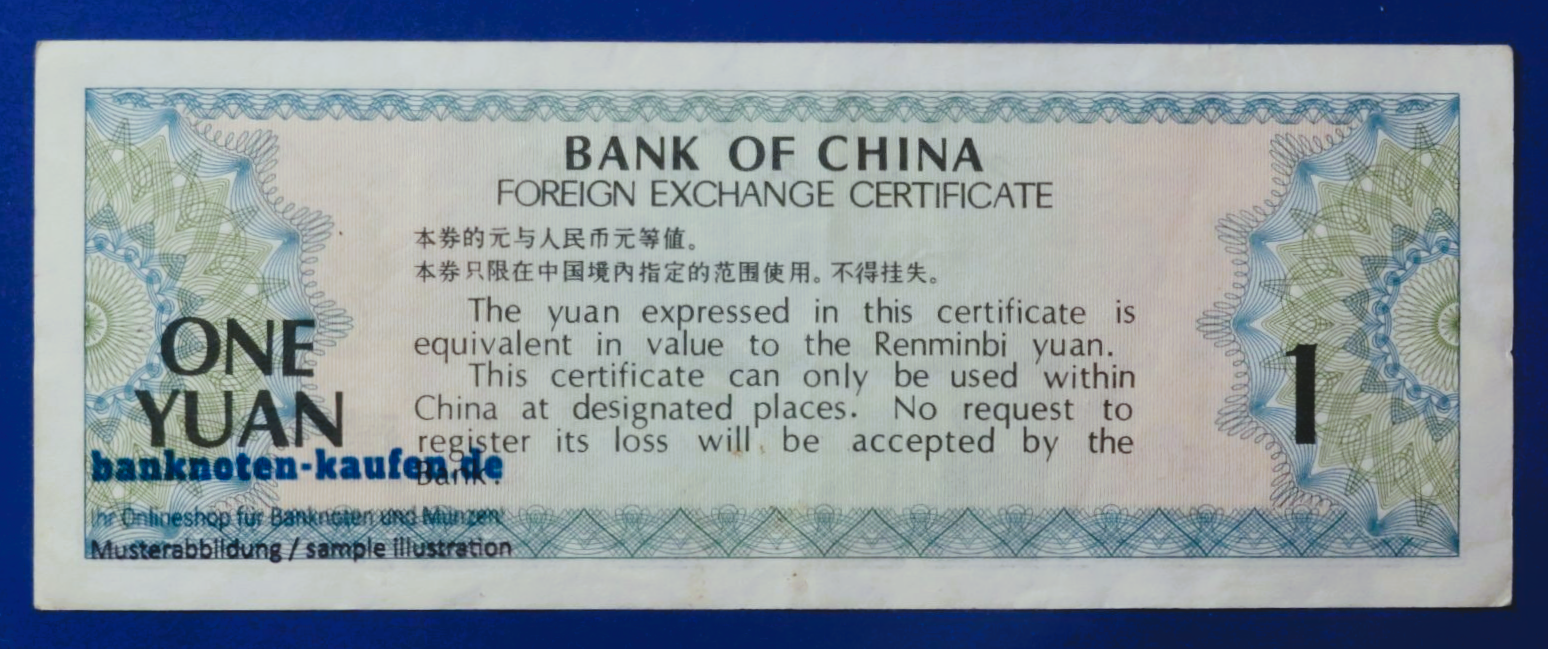 BANK OF CHINA
FOREIGN EXCHANGE CERTIFICATE
本券的元与人民币元等值。
本券只限在中国境内指定的范围使用。不得挂失。
The yuan expressed in this certificate is
equivalent in value to the Renminbi yuan.
This certificate can only be used within
China at designated places. No request to
register its loss will be accepted by the
Bank.
ONE
YUAN
1
banknoten-kaufen.de
Ihr Onlineshop für Banknoten und Münzen
Musterabbildung / sample illustration